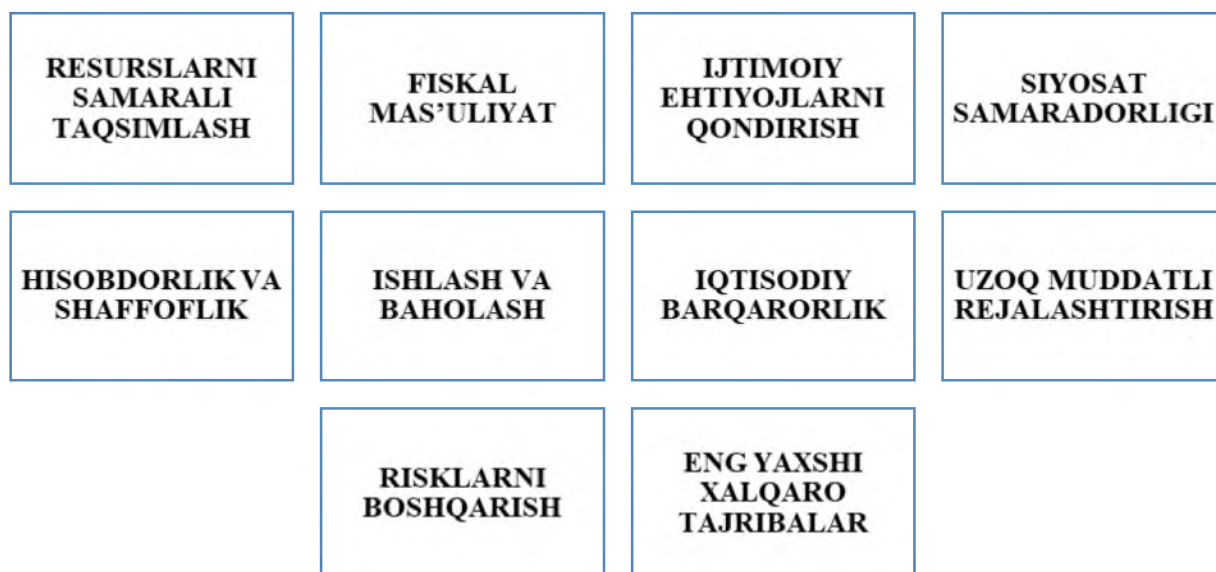 RESURSLARNI
SAMARALI
TAQSIMLASH
FISKAL
MAS’ULIYAT
IJTIMOIY
EHTIYOJLARNI
QONDIRISH
SIYOSAT
SAMARADORLIGI
HISOBDORLIK VA
SHAFFOFLIK
ISHLASH VA
BAHOLASH
IQTISODIY
BARQARORLIK
UZOQ MUDDATLI
REJALASHTIRISH
RISKLARNI
BOSHQARISH
ENG YAXSHI
XALQARO
TAJRIBALAR